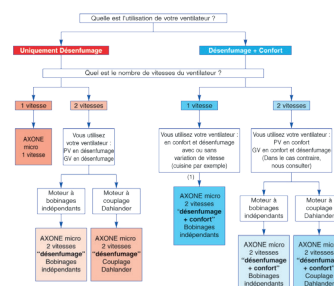 Quelle est l'utilisation de votre ventilateur ?
Uniquement Désenfumage
Désenfumage + Confort
Quel est le nombre de vitesses du ventilateur ?
1 vitesse
2 vitesses
1 vitesse
2 vitesses
AXONE
micro
1 vitesse
Vous utilisez
votre ventilateur :
PV en désenfumage
GV en désenfumage
Vous utilisez votre ventilateur :
en confort et désenfumage
avec ou sans
variation de vitesse
(cuisine par exemple)
(1)
Vous utilisez votre ventilateur :
PV en confort
GV en confort et désenfumage
(Dans le cas contraire,
nous consulter)
Moteur à
bobinages
indépendants
Moteur à
couplage
Dahlander
AXONE micro
2 vitesses
"désenfumage
+ confort"
Bobinages
indépendants
Moteur à
bobinages
indépendants
Moteur à
couplage
Dahlander
AXONE micro
2 vitesses
"désenfumage"
Bobinages
indépendants
AXONE micro
2 vitesses
"désenfumage"
Couplage
Dahlander
AXONE micro
2 vitesses
"désenfumage
+ confort"
Bobinages
indépendants
AXONE mic
2 vitesses
"désenfuma
+ confort"
Couplage
Dahlander